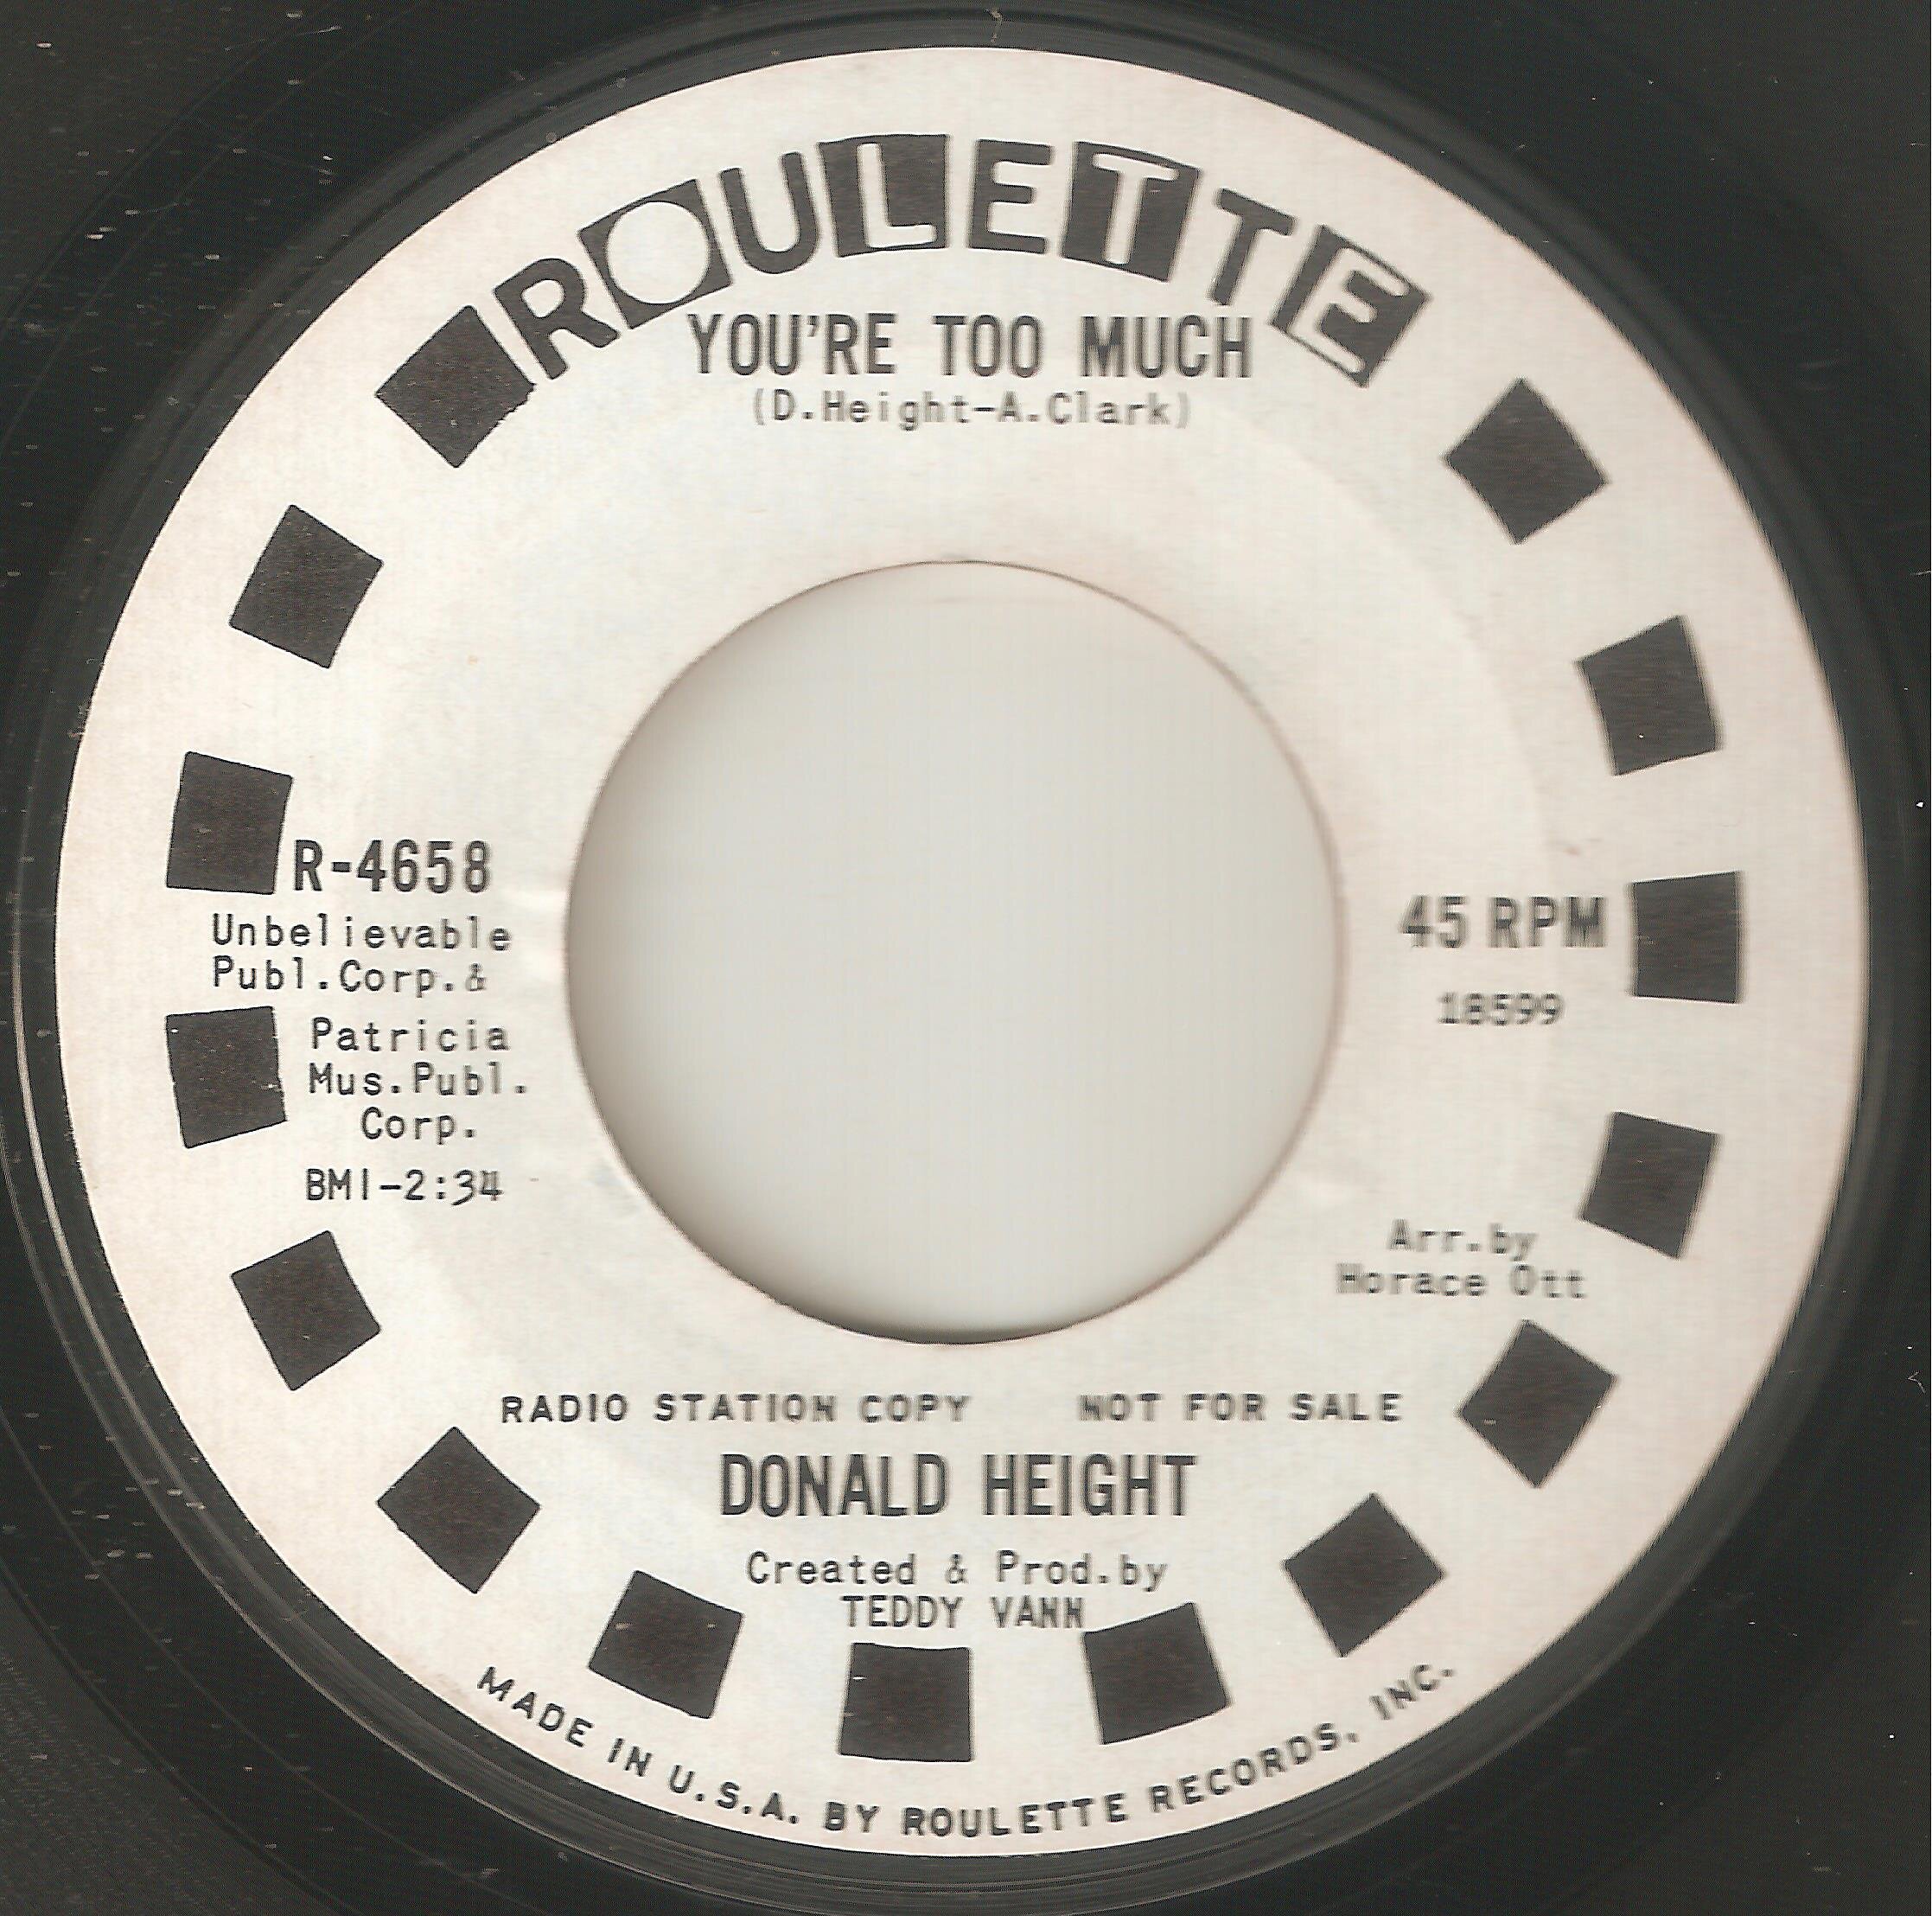 ROULETTE
YOU'RE TOO MUCH
(D.Height-A.Clark)
R-4658
Unbelievable
Publ.Corp.&
Patricia
Mus.Publ.
Corp.
BMI-2:34
45 RPM
18599
Arr.by
Horace Ott
RADIO STATION COPY NOT FOR SALE
DONALD HEIGHT
Created & Prod.by
TEDDY VANN
MADE IN U.S.A. BY ROULETTE RECORDS, INC.